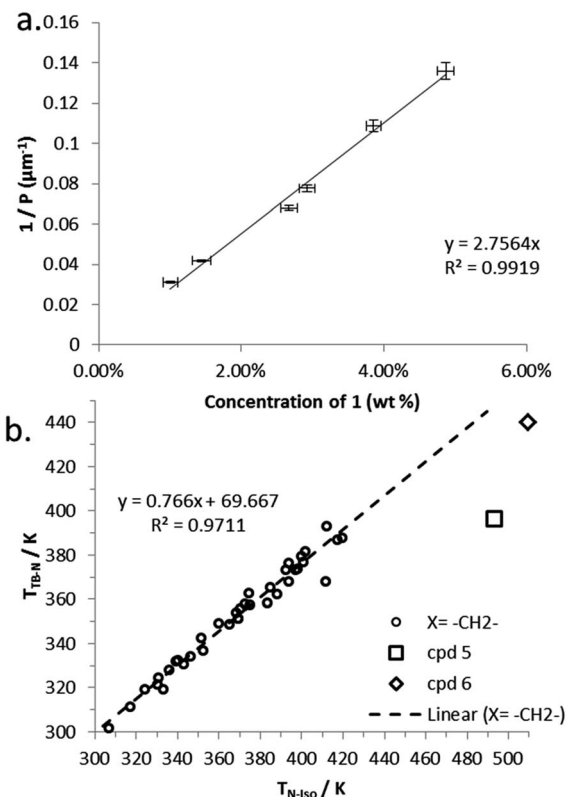 a.
0.16
0.14
0.12
0.1
0.08
0.06
0.04
0.02
0
1 / P (µm-1)
y = 2.7564x
R² = 0.9919
0.00% 2.00% 4.00% 6.00%
Concentration of 1 (wt %)
b.
440
420
400
380
360
340
320
300
TTB-N / K
y = 0.766x + 69.667
R² = 0.9711
X= -CH2-
cpd 5
cpd 6
Linear (X= -CH2-)
300 320 340 360 380 400 420 440 460 480 500
TN-Iso / K